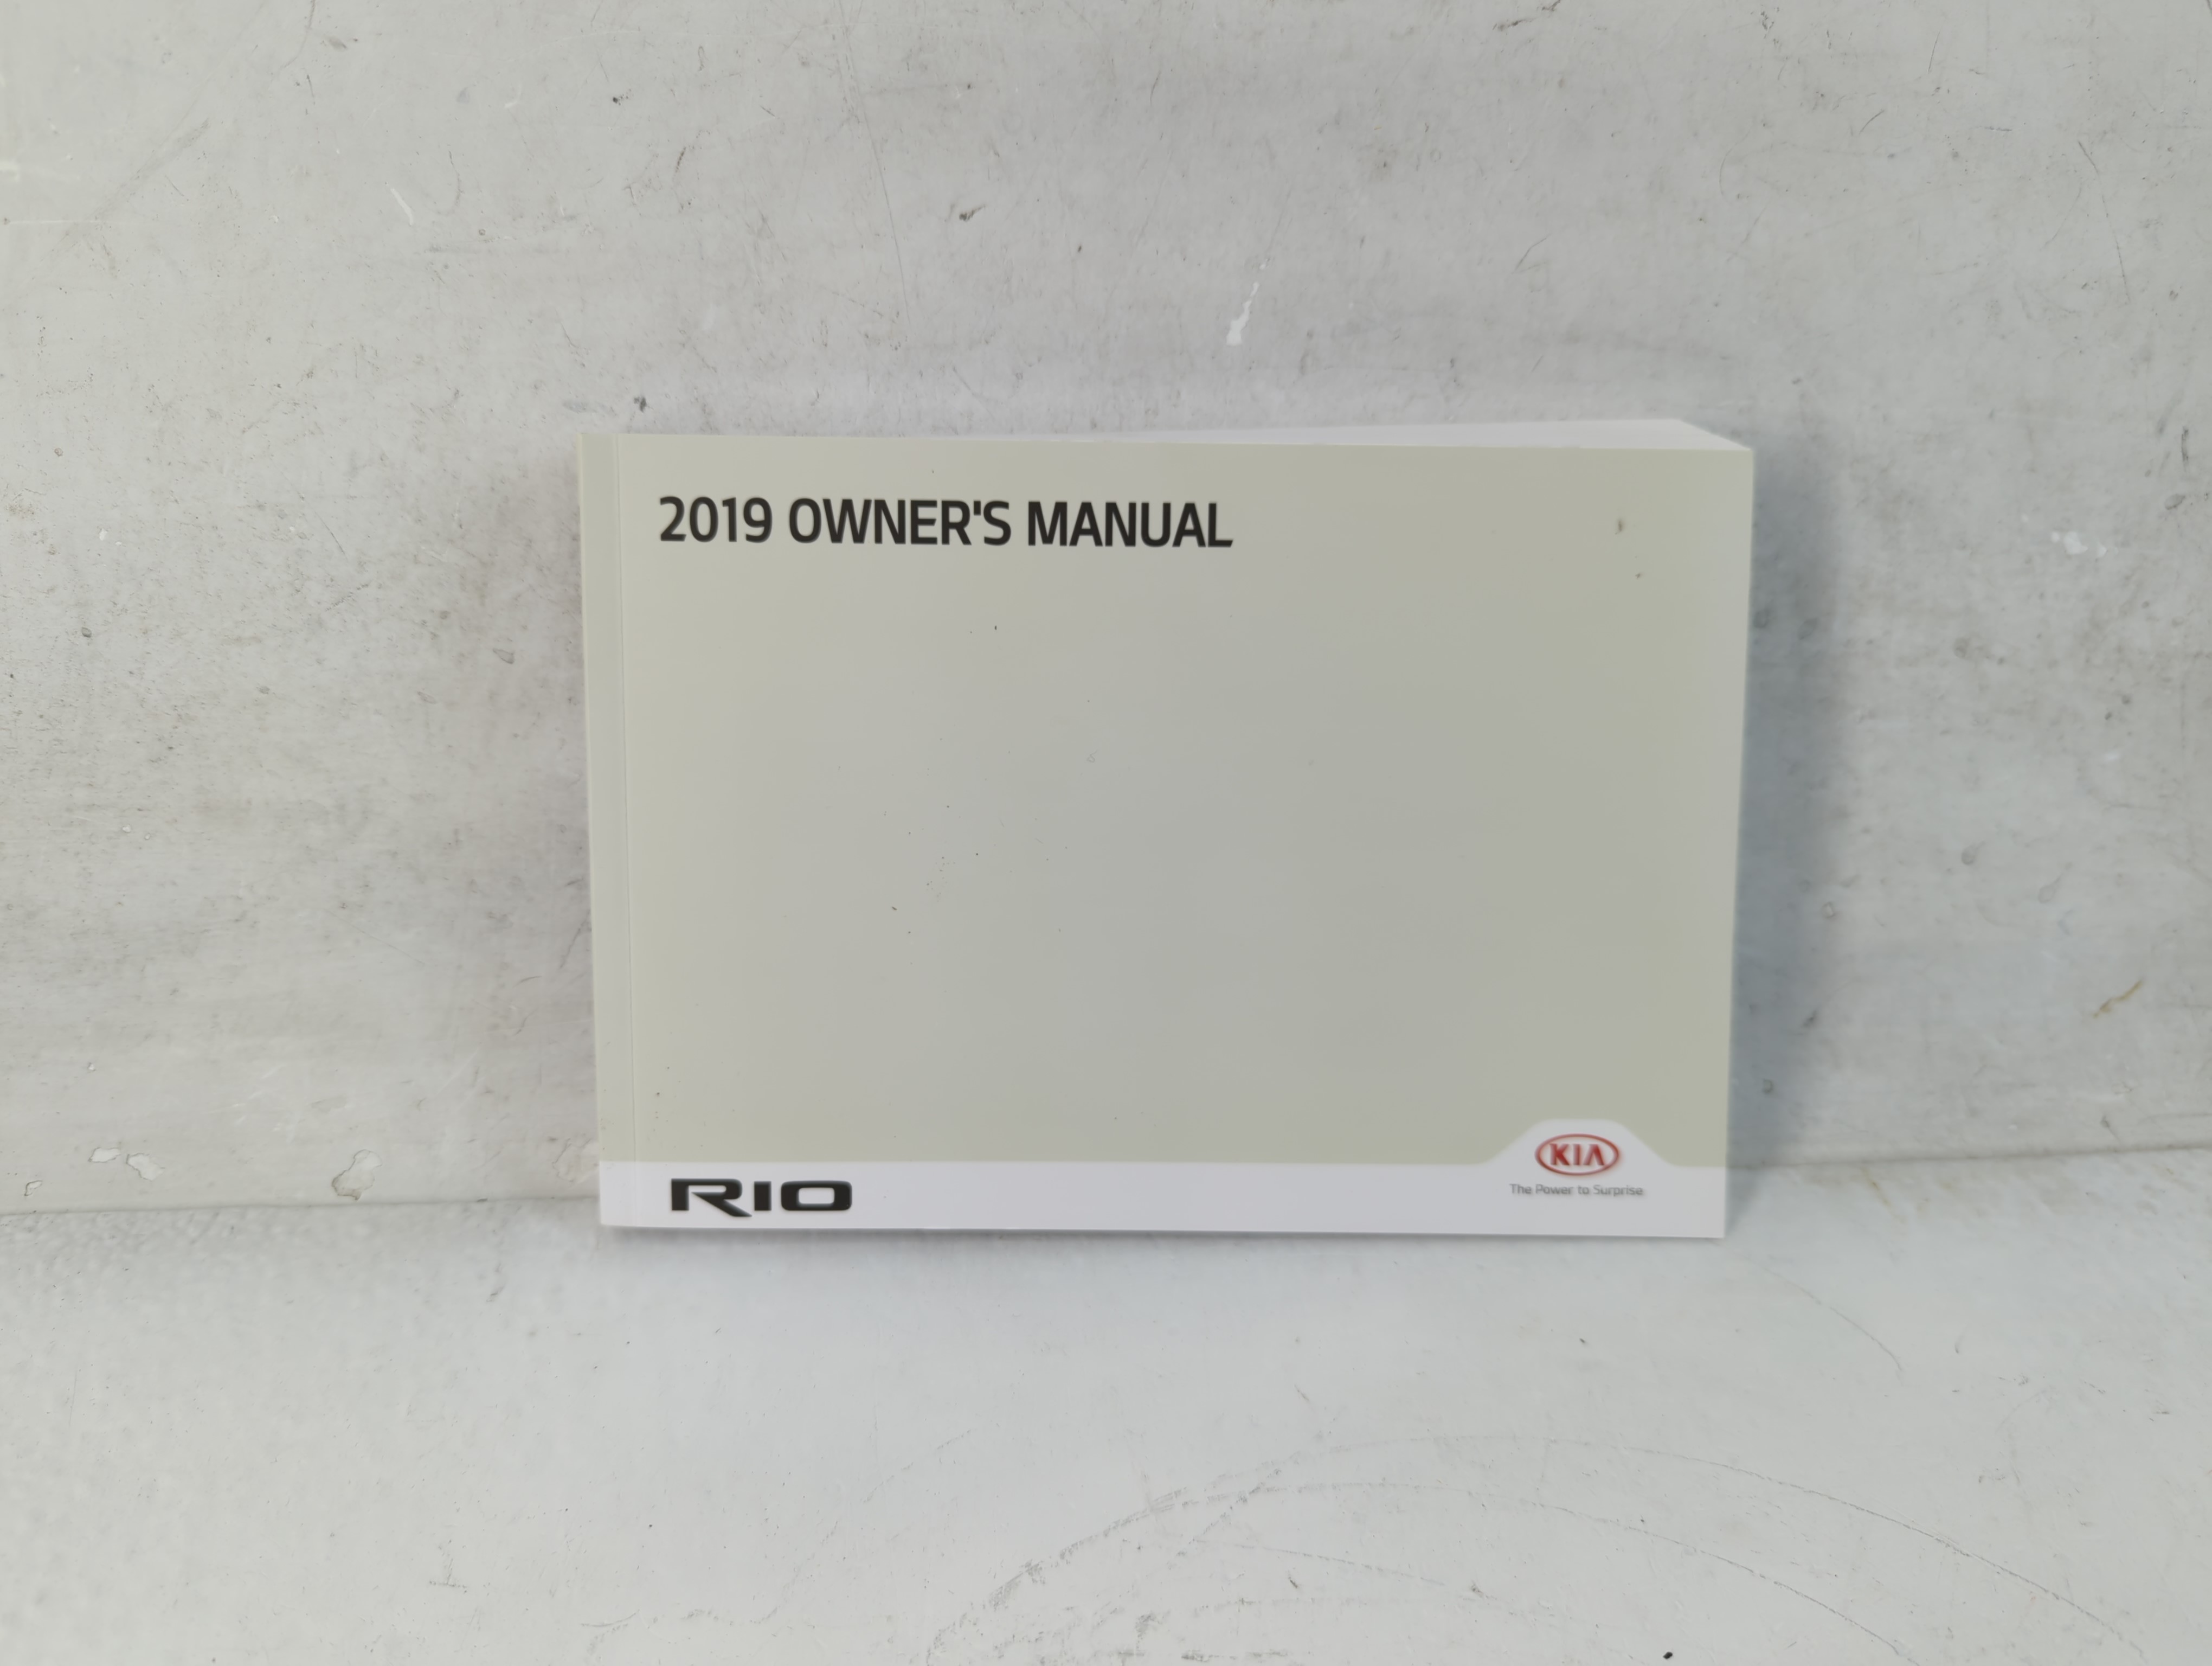 2019 OWNER'S MANUAL
RIO
KIA
The Power to Surprise